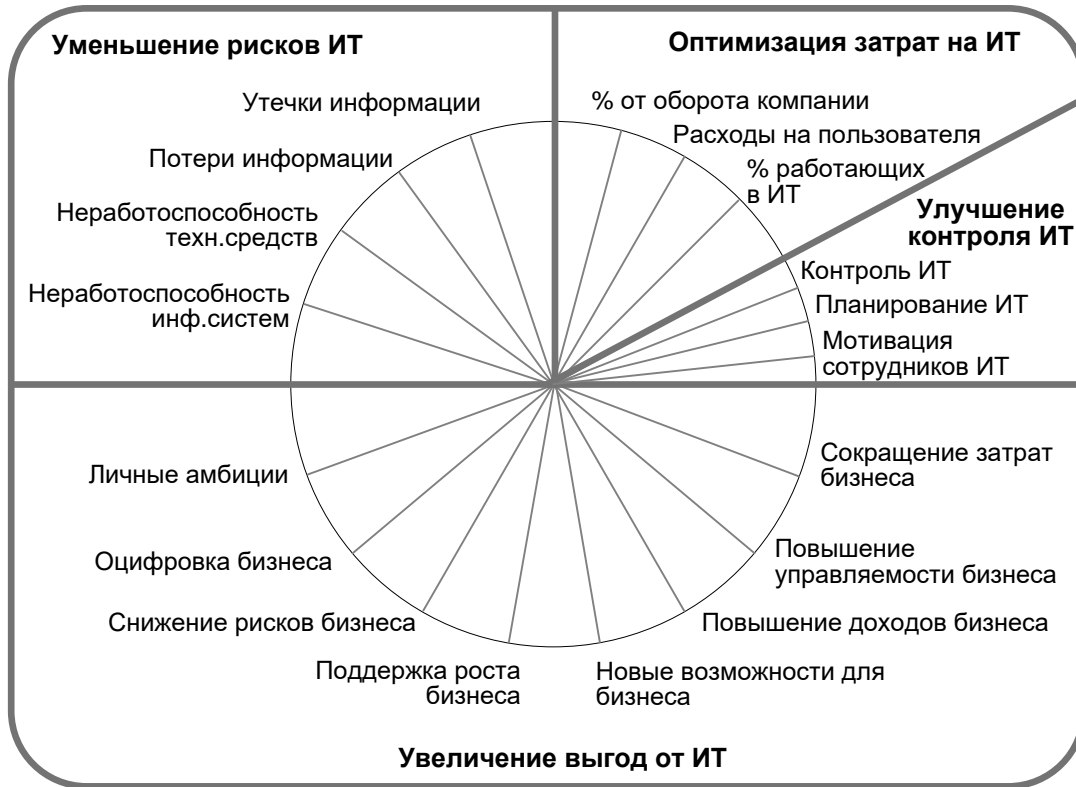 Уменьшение рисков ИТ
Оптимизация затрат на ИТ
Утечки информации
% от оборота компании
Потери информации
Расходы на пользователя
% работающих
в ИТ
Неработоспособность
техн.средств
Улучшение
контроля ИТ
Неработоспособность
инф.систем
Контроль ИТ
Планирование ИТ
Мотивация
сотрудников ИТ
Личные амбиции
Сокращение затрат
бизнеса
Оцифровка бизнеса
Повышение
управляемости бизнеса
Снижение рисков бизнеса
Повышение доходов бизнеса
Поддержка роста
бизнеса
Новые возможности для
бизнеса
Увеличение выгод от ИТ